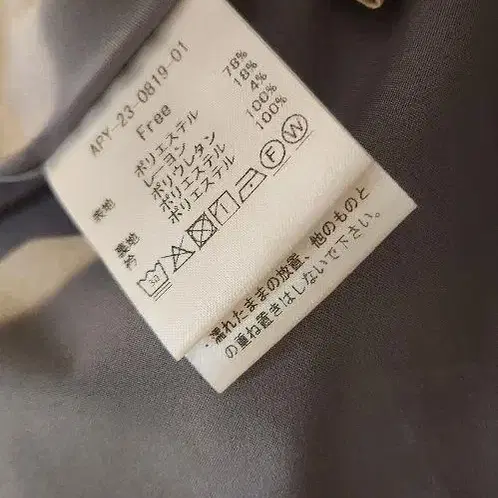 APY-23-0819-01
Free
表地 ポリエステル 78%
レーヨン 18%
ポリウレタン 4%
裏地 ポリエステル 100%
衿 ポリエステル 100%
30
F W
・濡れたままの放置、他のものと
の重ね置きはしないで下さい。